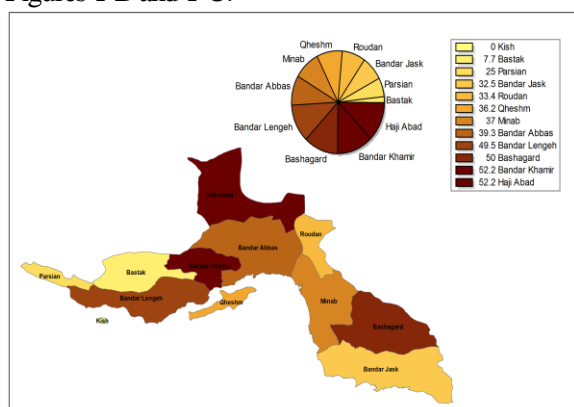 Figures 1-B and 1-C.
Qheshm
Roudan
Minab
Bandar Jask
Bandar Abbas
Parsian
Bastak
Bandar Lengeh
Haji Abad
Bashagard
Bandar Khamir
0 Kish
7.7 Bastak
25 Parsian
32.5 Bandar Jask
33.4 Roudan
36.2 Qheshm
37 Minab
39.3 Bandar Abbas
49.5 Bandar Lengeh
50 Bashagard
52.2 Bandar Khamir
52.2 Haji Abad
Haji Abad
Roudan
Bandar Abbas
Bastak
Bandar Khamir
Parsian
Bandar Lengeh
Qheshm
Minab
Kish
Bashagard
Bandar Jask